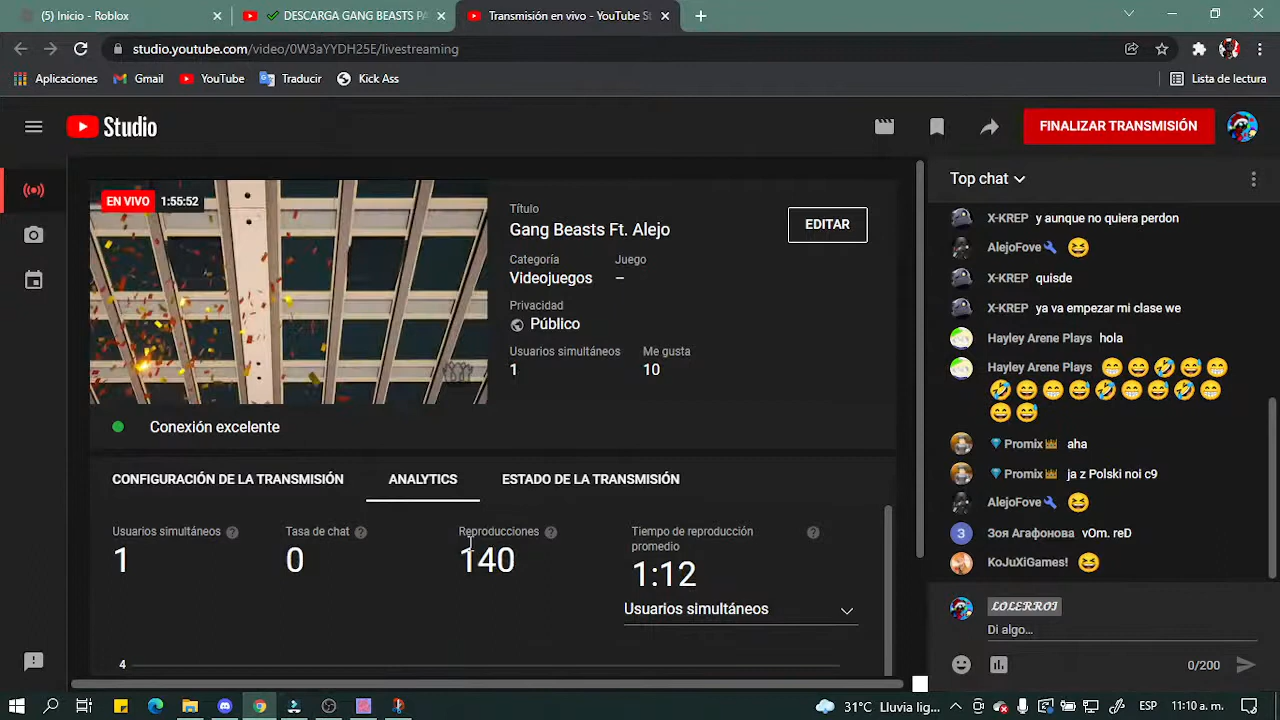 (5) Inicio - Roblox
DESCARGA GANG BEASTS PA
Transmisión en vivo - YouTube St
studio.youtube.com/video/0W3aYYDH25E/livestreaming
Aplicaciones
Gmail
YouTube
Traducir
Kick Ass
Lista de lectura
Studio
FINALIZAR TRANSMISIÓN
EN VIVO 1:55:52
Título
Gang Beasts Ft. Alejo
EDITAR
Categoría Juego
Videojuegos –
Privacidad
Público
Usuarios simultáneos Me gusta
1 10
Conexión excelente
CONFIGURACIÓN DE LA TRANSMISIÓN ANALYTICS ESTADO DE LA TRANSMISIÓN
Usuarios simultáneos
1
Tasa de chat
0
Reproducciones
140
Tiempo de reproducción
promedio
1:12
Usuarios simultáneos
4
Top chat
X-KREP y aunque no quiera perdon
AlejoFove 😆
X-KREP quisde
X-KREP ya va empezar mi clase we
Hayley Arene Plays hola
Hayley Arene Plays 😁😄🤣😅😁
🤣😁😄😅🤣😁😅🤣😁
😄😅
Promix aha
Promix ja z Polski noi c9
AlejoFove 😆
З Зоя Агафонова vOm. reD
KoJuXiGames! 😆
𝓛𝓞𝓛𝓔𝓡𝓡𝓞𝓘
Di algo...
0/200
31°C Lluvia lig...
ESP
11:10 a. m.